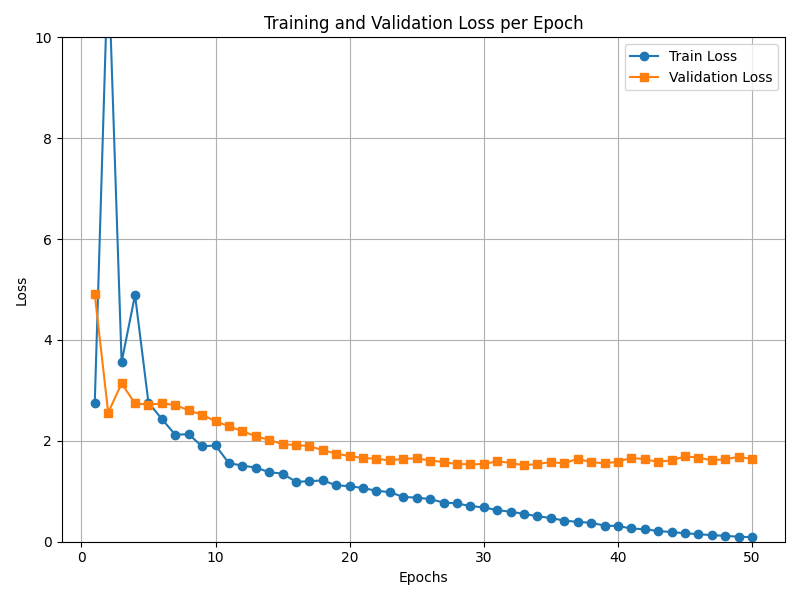 Training and Validation Loss per Epoch
Train Loss
Validation Loss
Loss
10
8
6
4
2
0
0 10 20 30 40 50
Epochs